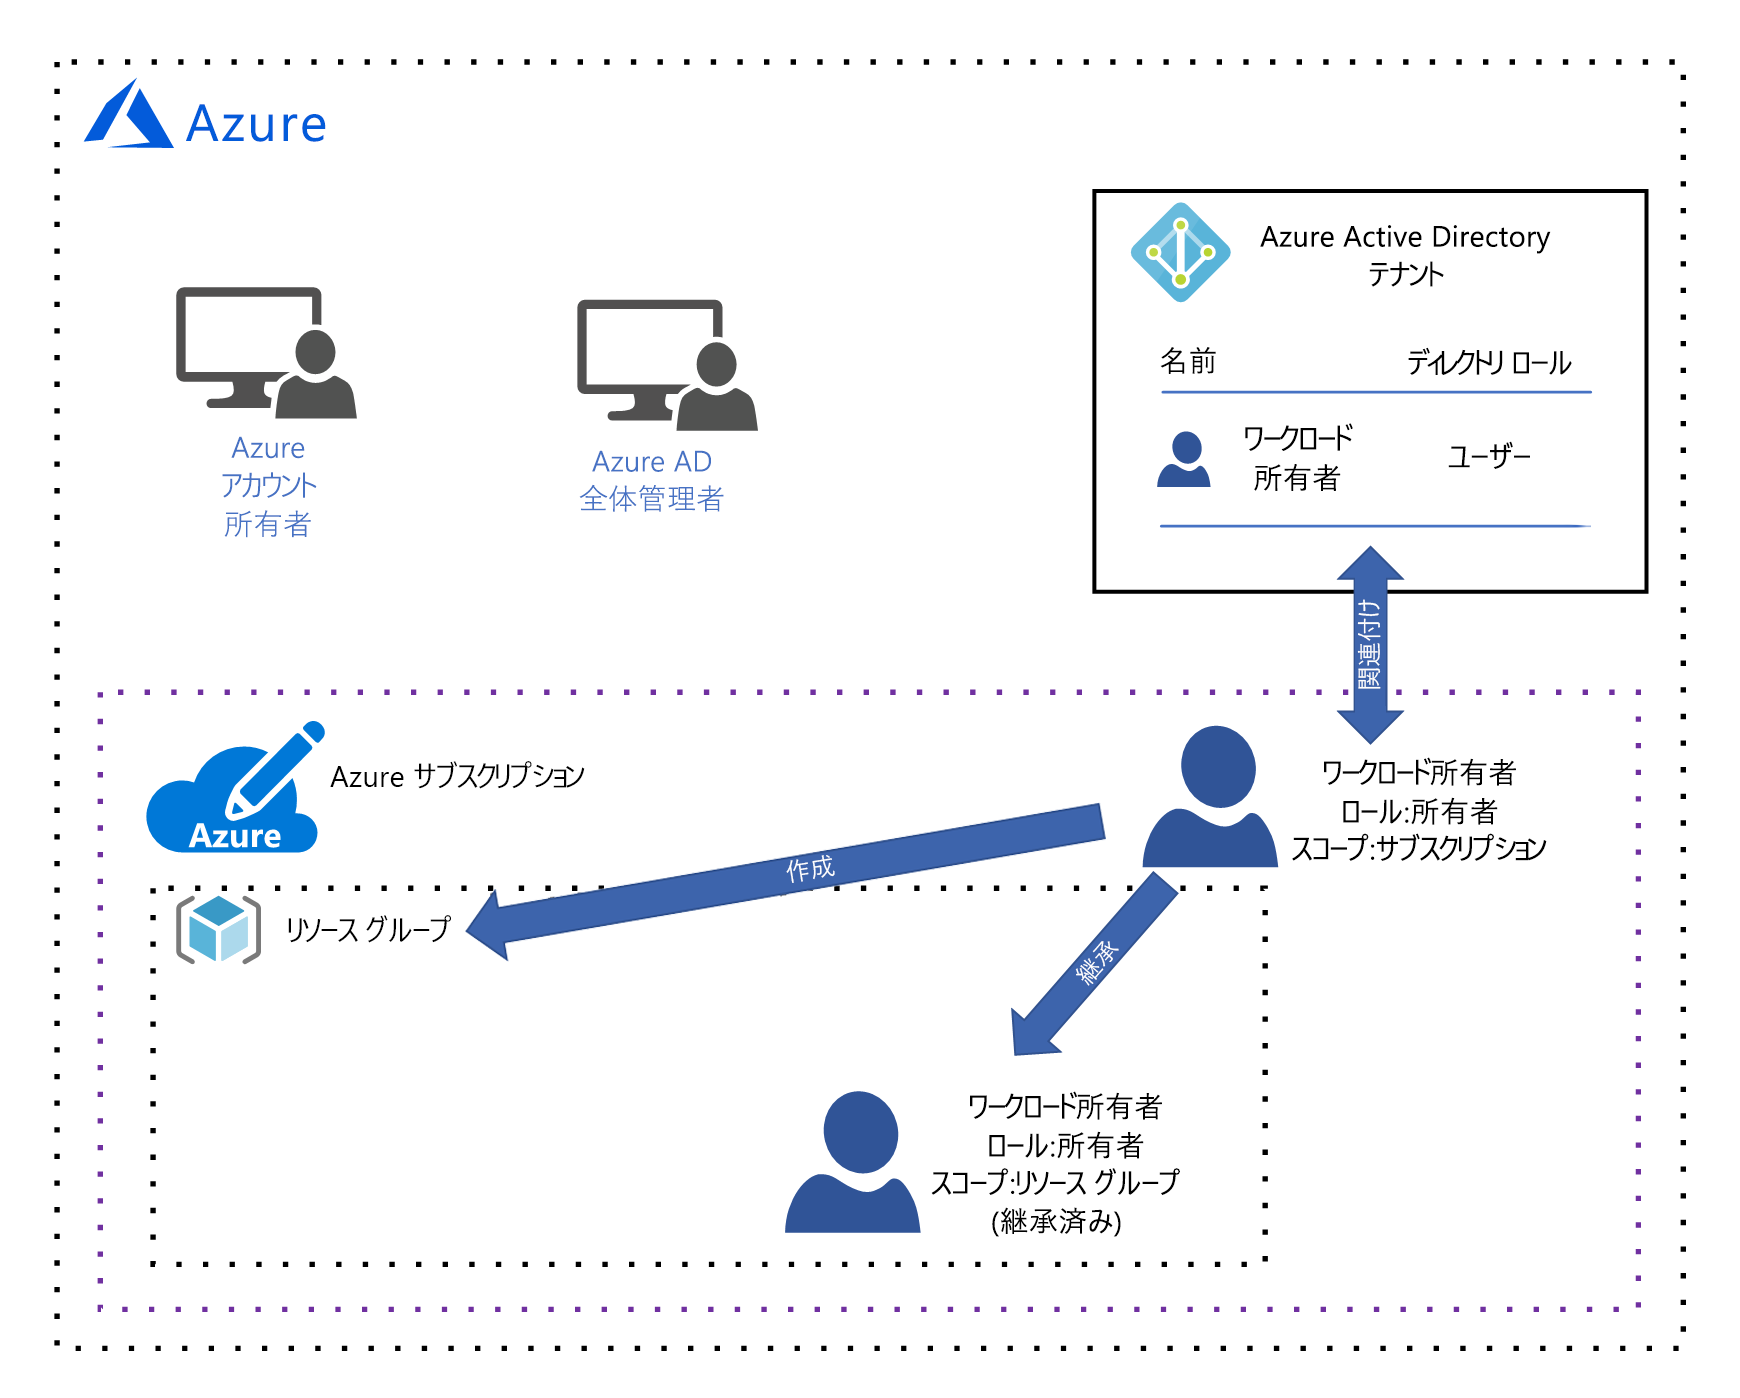 Azure
Azure
アカウント
所有者
Azure AD
全体管理者
Azure Active Directory
テナント
名前
ディレクトリ ロール
ワークロード
所有者
ユーザー
関連付け
Azure
Azure サブスクリプション
ワークロード所有者
ロール:所有者
スコープ:サブスクリプション
作成
リソース グループ
継承
ワークロード所有者
ロール:所有者
スコープ:リソース グループ
(継承済み)